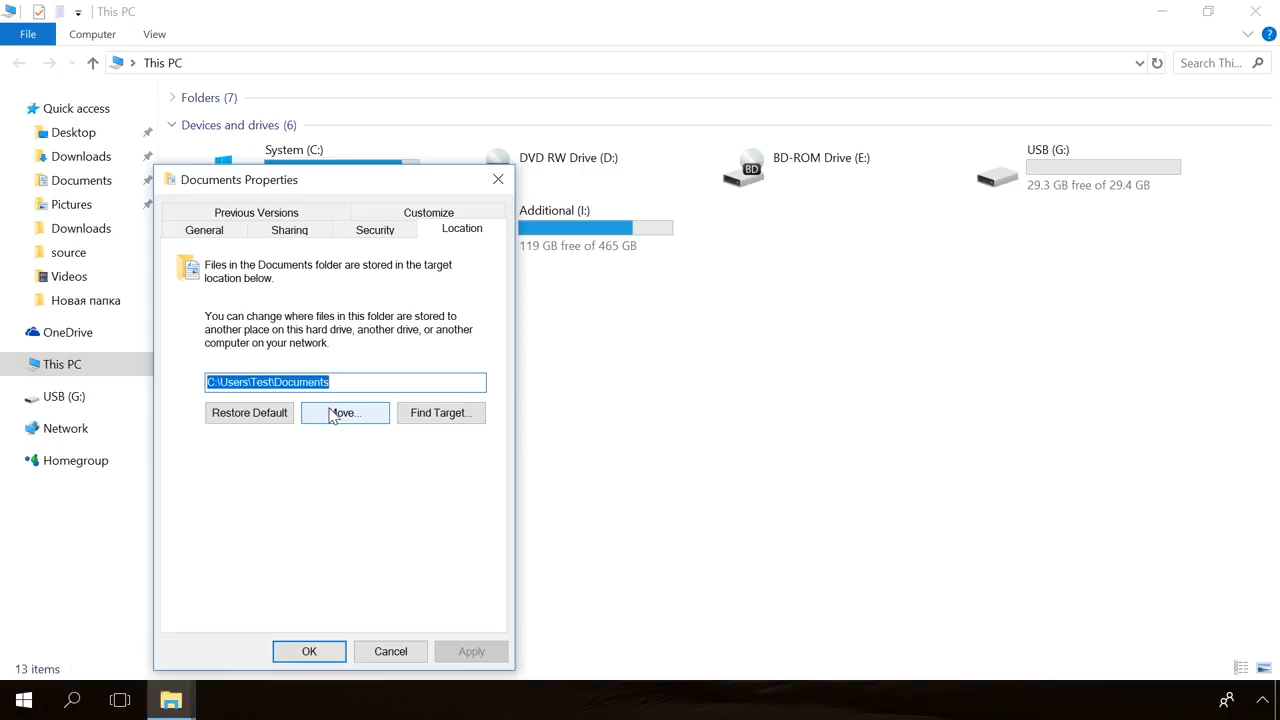 This PC
File
Computer
View
This PC
Search Thi...
Quick access
Desktop
Downloads
Documents
Pictures
Downloads
source
Videos
Новая папка
OneDrive
This PC
USB (G:)
Network
Homegroup
Folders (7)
Devices and drives (6)
System (C:)
DVD RW Drive (D:)
BD
BD-ROM Drive (E:)
USB (G:)
29.3 GB free of 29.4 GB
Additional (I:)
119 GB free of 465 GB
Documents Properties
Previous Versions
Customize
General
Sharing
Security
Location
Files in the Documents folder are stored in the target
location below.
You can change where files in this folder are stored to
another place on this hard drive, another drive, or another
computer on your network.
C:\Users\Test\Documents
Restore Default
Move...
Find Target...
OK
Cancel
Apply
13 items